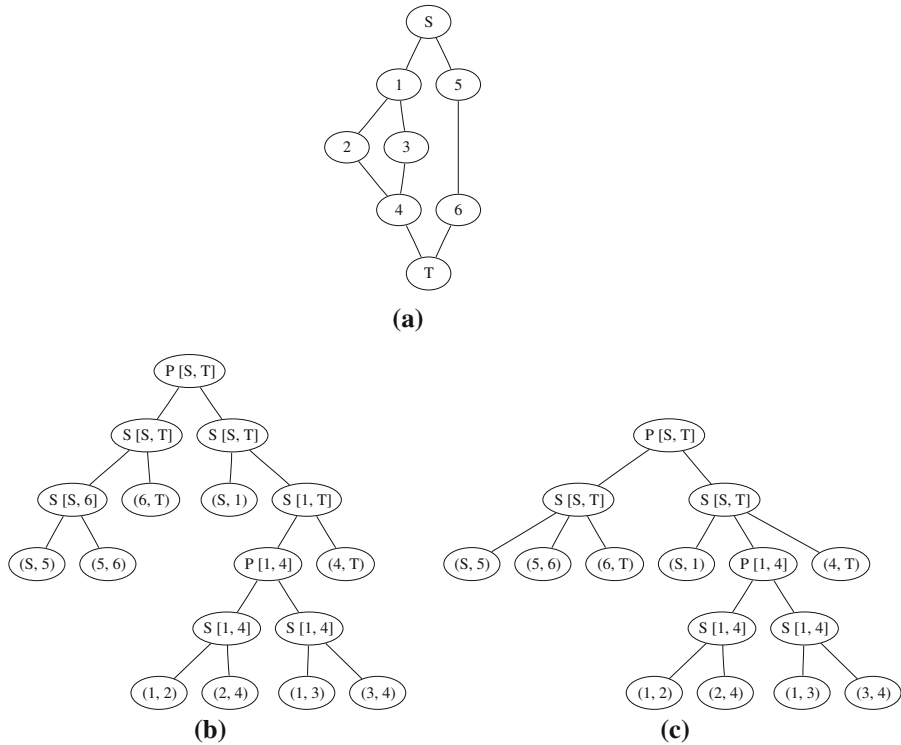 S
1 5
2 3
4 6
T
(a)
P [S, T]
S [S, T] S [S, T]
S [S, 6] (6, T) (S, 1) S [1, T]
(S, 5) (5, 6) P [1, 4] (4, T)
S [1, 4] S [1, 4]
(1, 2) (2, 4) (1, 3) (3, 4)
(b)
P [S, T]
S [S, T] S [S, T]
(S, 5) (5, 6) (6, T) (S, 1) P [1, 4] (4, T)
S [1, 4] S [1, 4]
(1, 2) (2, 4) (1, 3) (3, 4)
(c)